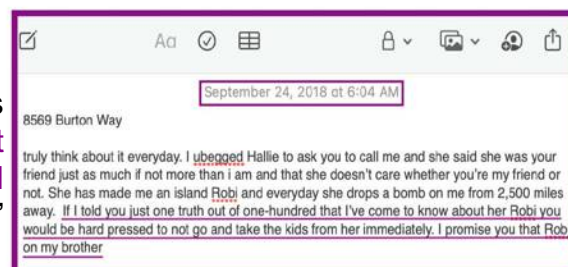 Aa
September 24, 2018 at 6:04 AM
8569 Burton Way
truly think about it everyday. I ubegged Hallie to ask you to call me and she said she was your
friend just as much if not more than i am and that she doesn't care whether you're my friend or
not. She has made me an island Robi and everyday she drops a bomb on me from 2,500 miles
away. If I told you just one truth out of one-hundred that I've come to know about her Robi you
would be hard pressed to not go and take the kids from her immediately. I promise you that Rob
on my brother